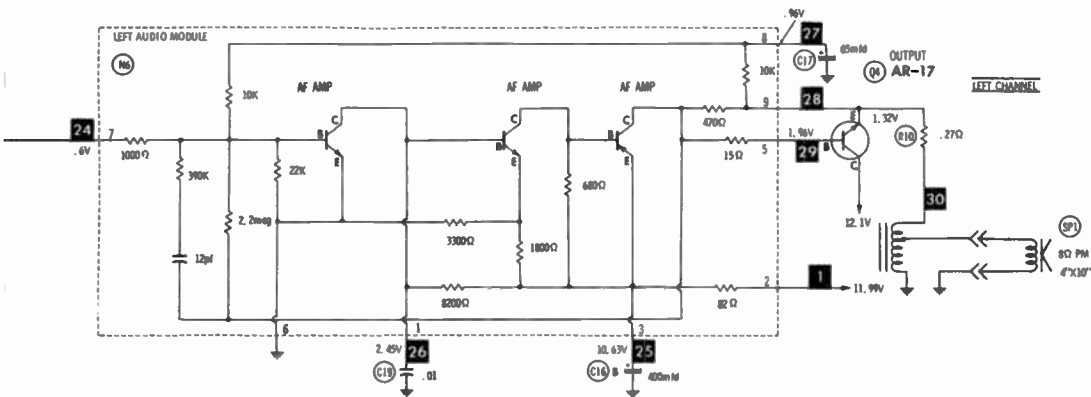 LEFT AUDIO MODULE
N6
.96V
27
8
C17
65mfd
OUTPUT
Q4 AR-17
LEFT CHANNEL
AF AMP
AF AMP
AF AMP
10K
10K
470Ω
9
28
C
C
C
E
1.32V
R10
.27Ω
24
7
.6V
1000Ω
B
B
B
1.96V
5
29
B
15Ω
E
E
E
C
390K
22K
680Ω
30
2.2meg
12.1V
SP1
3300Ω
1800Ω
8Ω PM
4"X10"
12pf
8200Ω
82Ω
2
1
11.99V
6
1
3
2.45V
26
10.63V
25
C19
.01
C16
B
400mfd